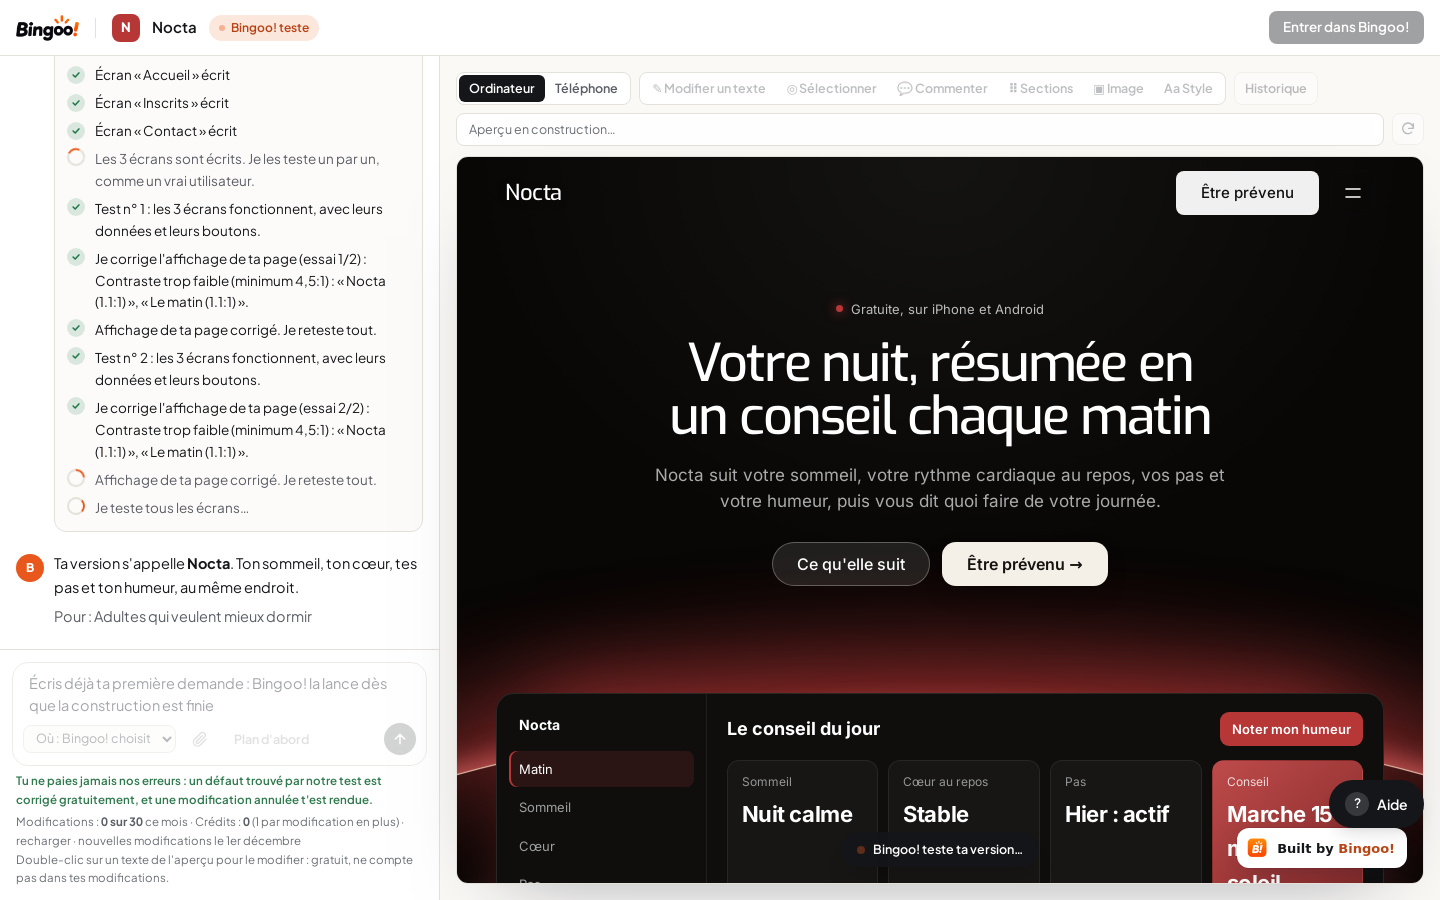 Bingoo!
N
Nocta
Bingoo! teste
Entrer dans Bingoo!
Écran « Accueil » écrit
Écran « Inscrits » écrit
Écran « Contact » écrit
Les 3 écrans sont écrits. Je les teste un par un,
comme un vrai utilisateur.
Test n° 1 : les 3 écrans fonctionnent, avec leurs
données et leurs boutons.
Je corrige l'affichage de ta page (essai 1/2) :
Contraste trop faible (minimum 4,5:1) : « Nocta
(1.1:1) », « Le matin (1.1:1) ».
Affichage de ta page corrigé. Je reteste tout.
Test n° 2 : les 3 écrans fonctionnent, avec leurs
données et leurs boutons.
Je corrige l'affichage de ta page (essai 2/2) :
Contraste trop faible (minimum 4,5:1) : « Nocta
(1.1:1) », « Le matin (1.1:1) ».
Affichage de ta page corrigé. Je reteste tout.
Je teste tous les écrans…
B
Ta version s'appelle Nocta. Ton sommeil, ton cœur, tes
pas et ton humeur, au même endroit.
Pour : Adultes qui veulent mieux dormir
Écris déjà ta première demande : Bingoo! la lance dès
que la construction est finie
Où : Bingoo! choisit
Plan d'abord
Tu ne paies jamais nos erreurs : un défaut trouvé par notre test est
corrigé gratuitement, et une modification annulée t'est rendue.
Modifications : 0 sur 30 ce mois · Crédits : 0 (1 par modification en plus) ·
recharger · nouvelles modifications le 1er décembre
Double-clic sur un texte de l'aperçu pour le modifier : gratuit, ne compte
pas dans tes modifications.
Ordinateur
Téléphone
Modifier un texte
Sélectionner
Commenter
Sections
Image
Aa Style
Historique
Aperçu en construction…
Nocta
Être prévenu
Gratuite, sur iPhone et Android
Votre nuit, résumée en
un conseil chaque matin
Nocta suit votre sommeil, votre rythme cardiaque au repos, vos pas et
votre humeur, puis vous dit quoi faire de votre journée.
Ce qu'elle suit
Être prévenu →
Nocta
Matin
Sommeil
Cœur
Pas
Le conseil du jour
Noter mon humeur
Sommeil
Nuit calme
Cœur au repos
Stable
Pas
Hier : actif
Conseil
Marche 15
soleil
Bingoo! teste ta version…
? Aide
B! Built by Bingoo!